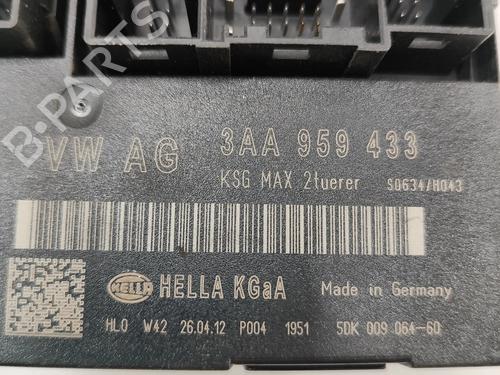 B-PARTS
VW AG 3AA 959 433
KSG MAX 2tuerer S0634/H043
HELLA HELLA KGaA Made in Germany
HL0 W42 26.04.12 P004 1951 5DK 009 064-60